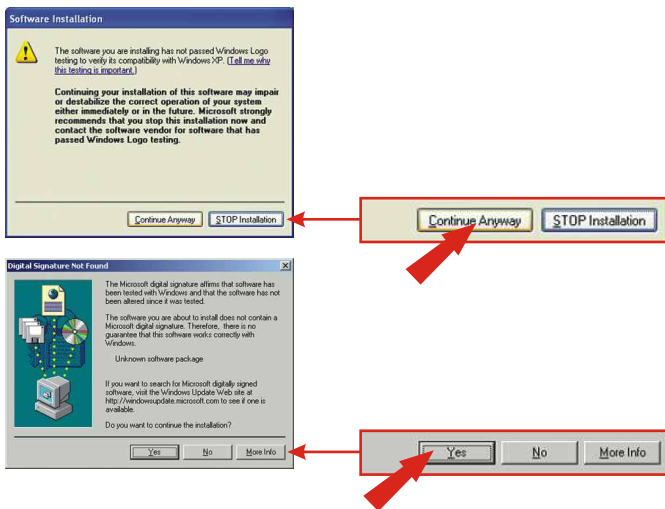 Software Installation
The software you are installing has not passed Windows Logo
testing to verify its compatibility with Windows XP. (Tell me why
this testing is important.)
Continuing your installation of this software may impair
or destabilize the correct operation of your system
either immediately or in the future. Microsoft strongly
recommends that you stop this installation now and
contact the software vendor for software that has
passed Windows Logo testing.
Continue Anyway STOP Installation
Continue Anyway STOP Installation
Digital Signature Not Found
The Microsoft digital signature affirms that software has
been tested with Windows and that the software has not
been altered since it was tested.
The software you are about to install does not contain a
Microsoft digital signature. Therefore, there is no
guarantee that this software works correctly with
Windows.
Unknown software package
If you want to search for Microsoft digitally signed
software, visit the Windows Update Web site at
http://windowsupdate.microsoft.com to see if one is
available.
Do you want to continue the installation?
Yes No More Info
Yes No More Info